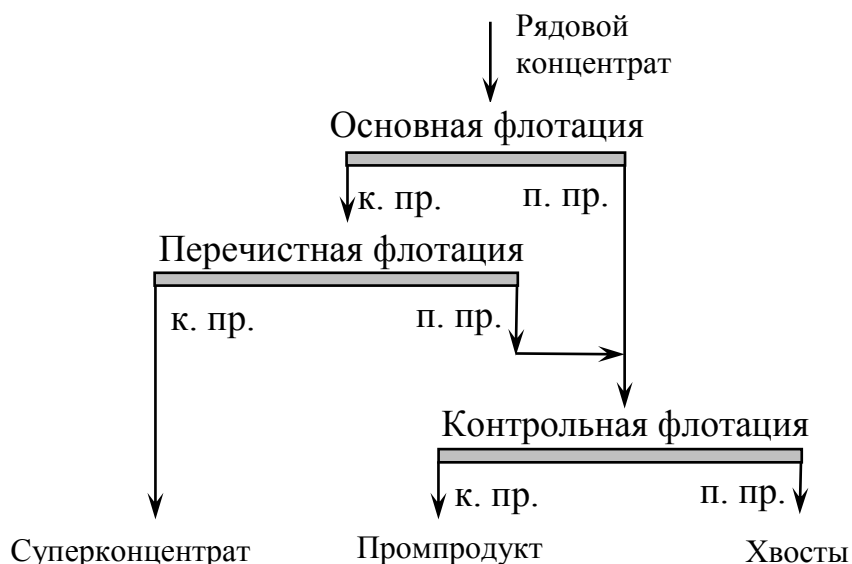 Рядовой
концентрат
Основная флотация
к. пр.
п. пр.
Перечистная флотация
к. пр.
п. пр.
Контрольная флотация
к. пр.
п. пр.
Суперконцентрат
Промпродукт
Хвосты